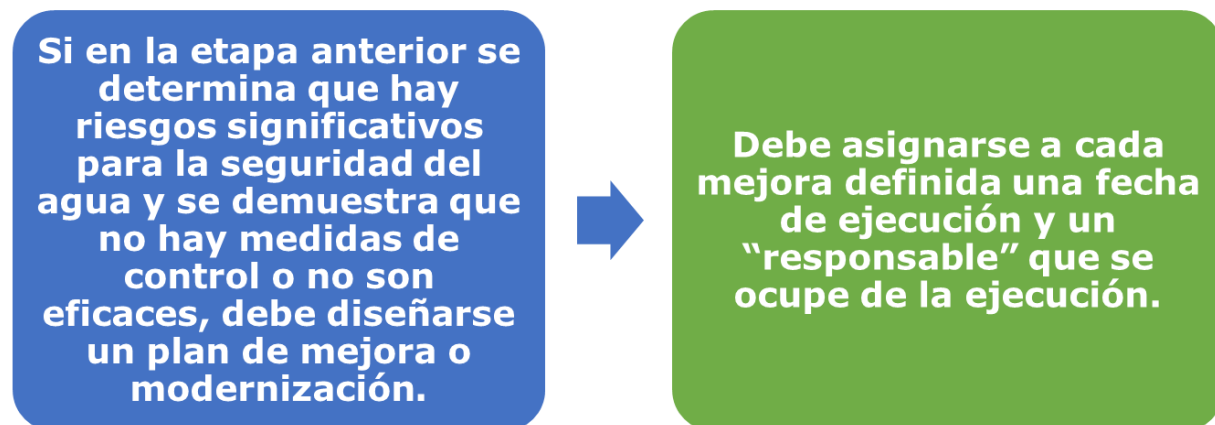 Si en la etapa anterior se
determina que hay
riesgos significativos
para la seguridad del
agua y se demuestra que
no hay medidas de
control o no son
eficaces, debe diseñarse
un plan de mejora o
modernización.
Debe asignarse a cada
mejora definida una fecha
de ejecución y un
“responsable” que se
ocupe de la ejecución.